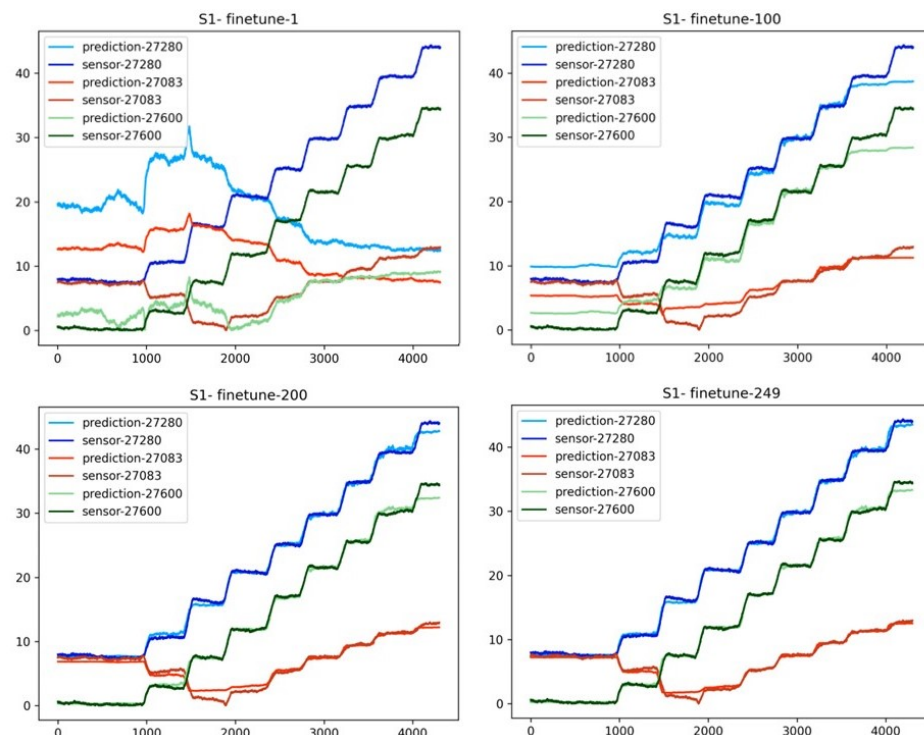 S1- finetune-1
40
30
20
10
0
prediction-27280
sensor-27280
prediction-27083
sensor-27083
prediction-27600
sensor-27600
0 1000 2000 3000 4000
S1- finetune-100
40
30
20
10
0
prediction-27280
sensor-27280
prediction-27083
sensor-27083
prediction-27600
sensor-27600
0 1000 2000 3000 4000
S1- finetune-200
40
30
20
10
0
prediction-27280
sensor-27280
prediction-27083
sensor-27083
prediction-27600
sensor-27600
0 1000 2000 3000 4000
S1- finetune-249
40
30
20
10
0
prediction-27280
sensor-27280
prediction-27083
sensor-27083
prediction-27600
sensor-27600
0 1000 2000 3000 4000